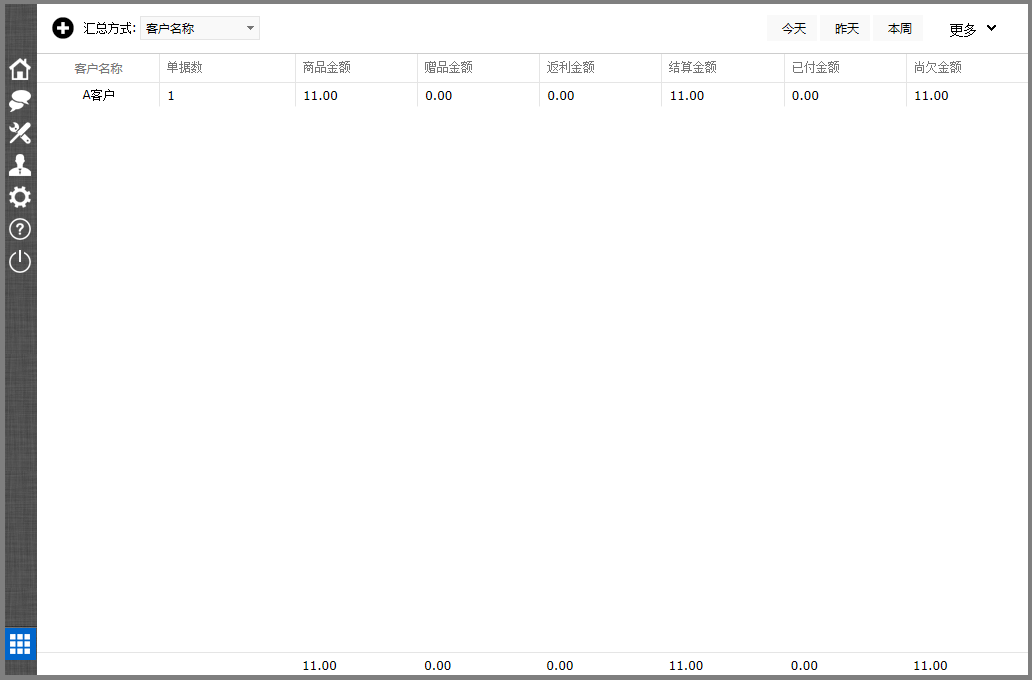 汇总方式: 客户名称 今天 昨天 本周 更多
客户名称 单据数 商品金额 赠品金额 返利金额 结算金额 已付金额 尚欠金额
A客户 1 11.00 0.00 0.00 11.00 0.00 11.00
11.00 0.00 0.00 11.00 0.00 11.00